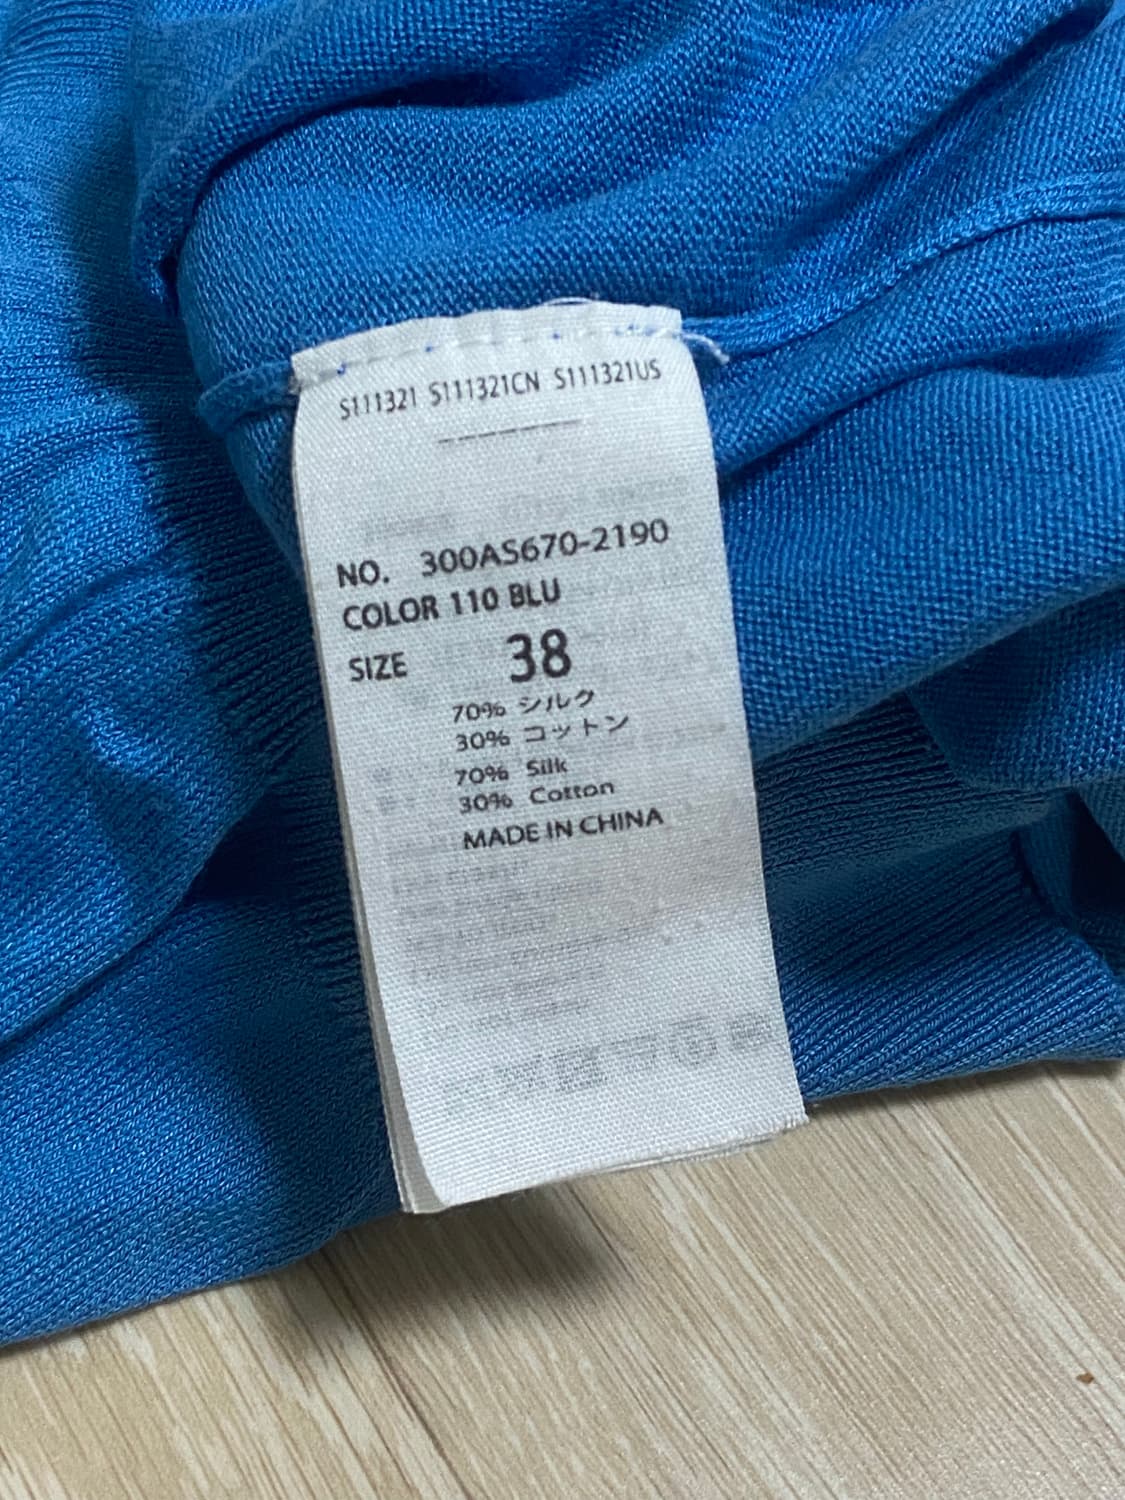 S111321 S111321CN S111321US
NO. 300AS670-2190
COLOR 110 BLU
SIZE 38
70% シルク
30% コットン
70% Silk
30% Cotton
MADE IN CHINA